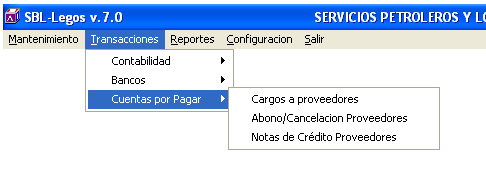 SBL-Legos v.7.0 SERVICIOS PETROLEROS Y
Mantenimiento Transacciones Reportes Configuracion Salir
Contabilidad
Bancos
Cuentas por Pagar Cargos a proveedores
Abono/Cancelacion Proveedores
Notas de Crédito Proveedores